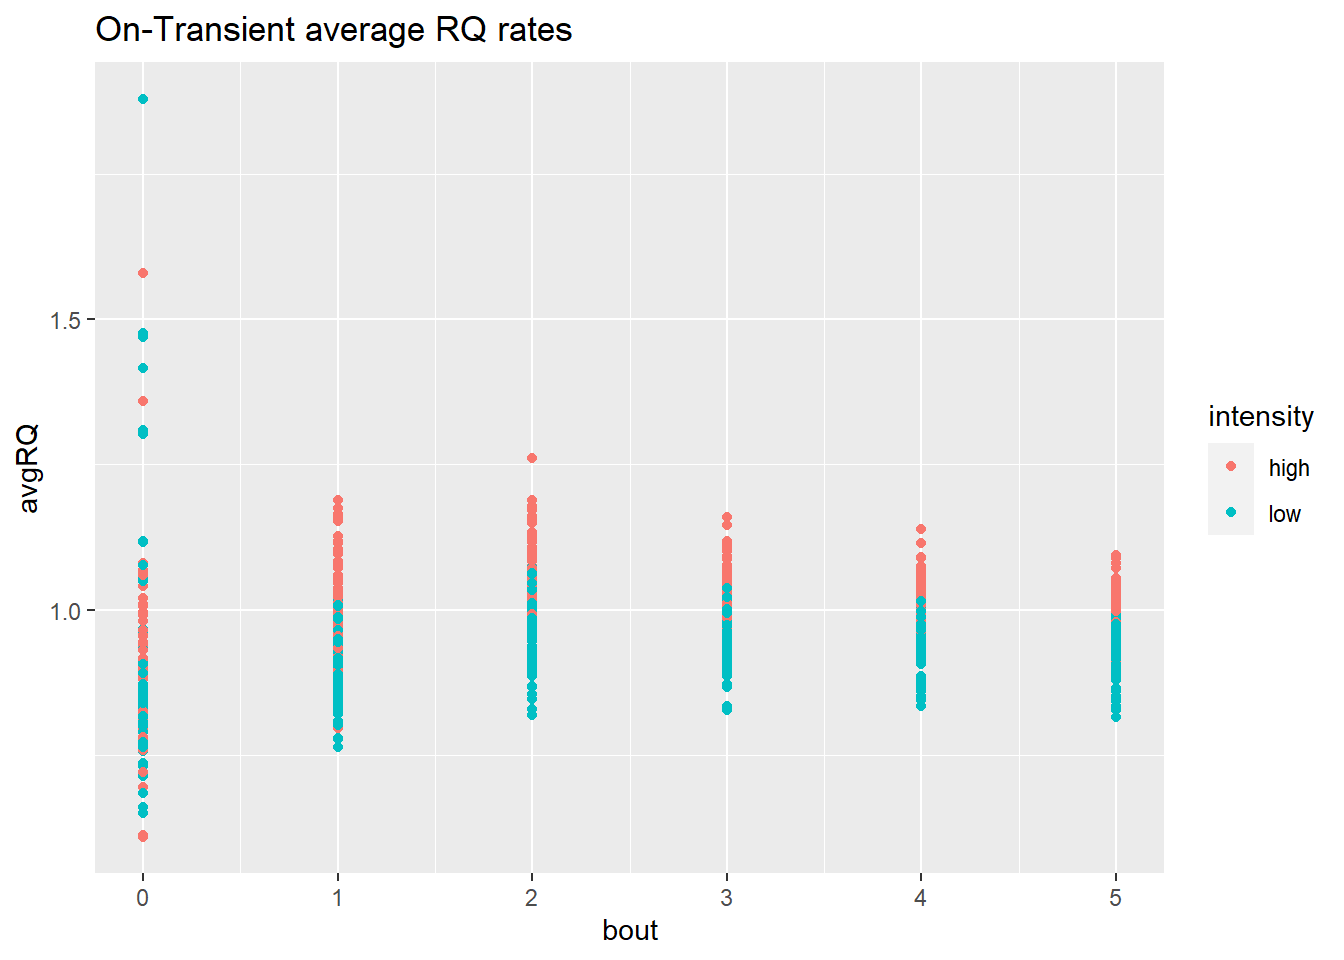 On-Transient average RQ rates
1.5
1.0
avgRQ
0 1 2 3 4 5
bout
intensity
high
low